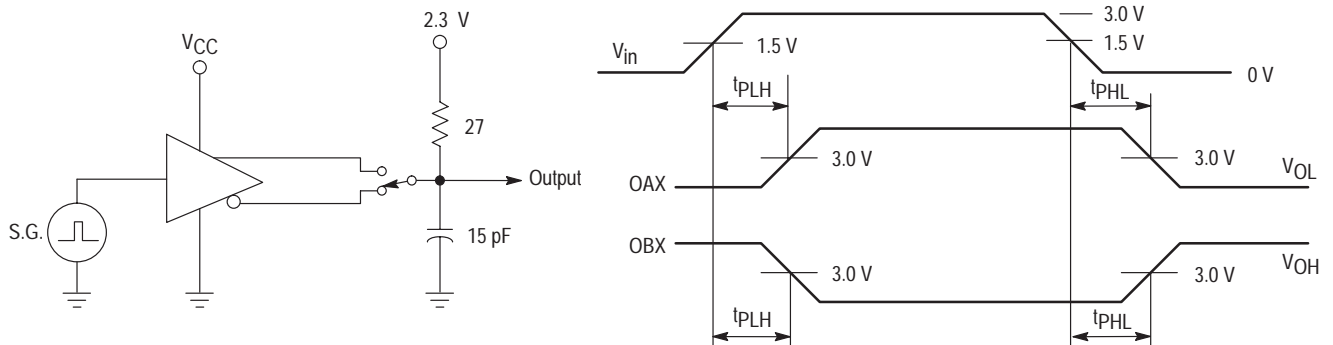 2.3 V
VCC
27
Output
S.G.
15 pF
3.0 V
Vin
1.5 V
1.5 V
0 V
tPLH
tPHL
3.0 V
3.0 V
OAX
VOL
OBX
VOH
3.0 V
3.0 V
tPLH
tPHL